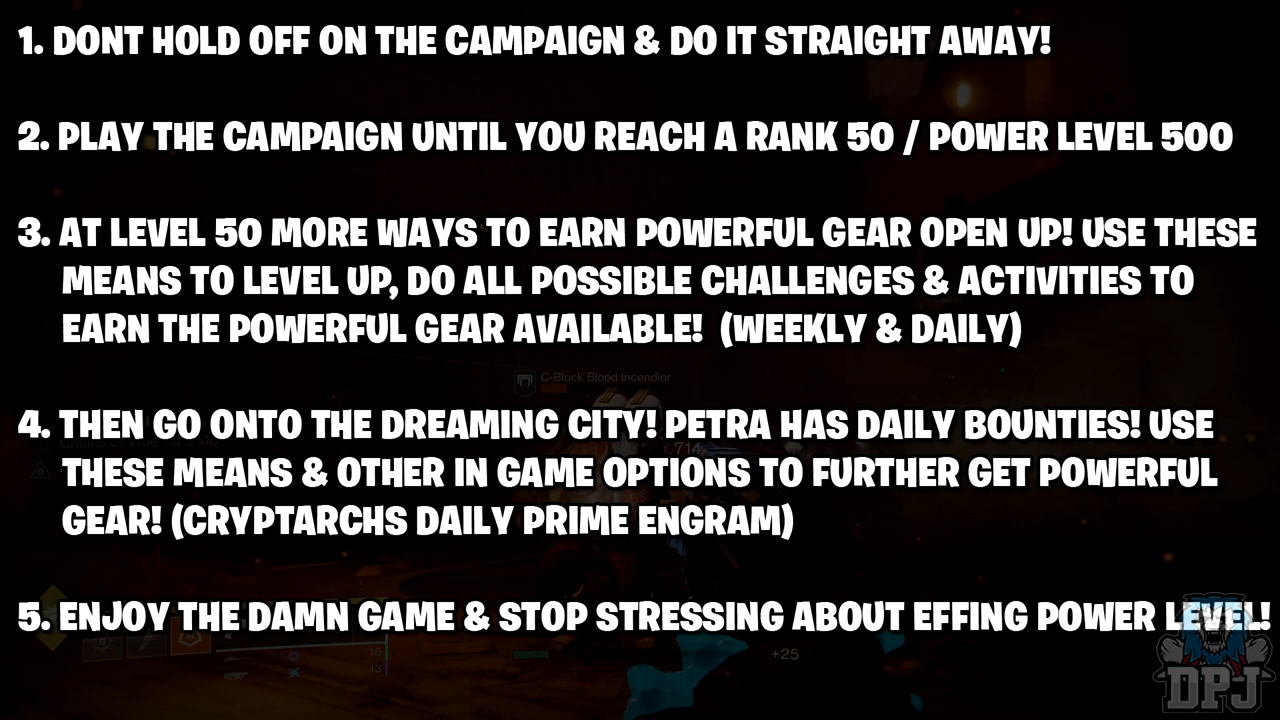 1. DONT HOLD OFF ON THE CAMPAIGN & DO IT STRAIGHT AWAY!
2. PLAY THE CAMPAIGN UNTIL YOU REACH A RANK 50 / POWER LEVEL 500
3. AT LEVEL 50 MORE WAYS TO EARN POWERFUL GEAR OPEN UP! USE THESE
MEANS TO LEVEL UP, DO ALL POSSIBLE CHALLENGES & ACTIVITIES TO
EARN THE POWERFUL GEAR AVAILABLE! (WEEKLY & DAILY)
C-Block Blood Incendior
4. THEN GO ONTO THE DREAMING CITY! PETRA HAS DAILY BOUNTIES! USE
714
THESE MEANS & OTHER IN GAME OPTIONS TO FURTHER GET POWERFUL
GEAR! (CRYPTARCHS DAILY PRIME ENGRAM)
5. ENJOY THE DAMN GAME & STOP STRESSING ABOUT EFFING POWER LEVEL!
16
+25
13
DPJ